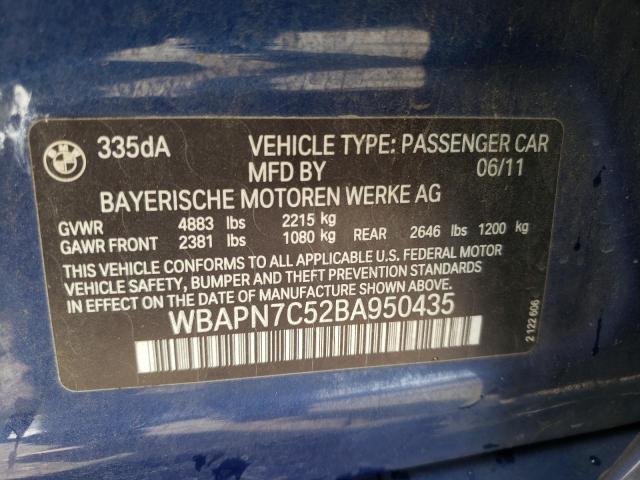 335dA VEHICLE TYPE: PASSENGER CAR
MFD BY 06/11
BAYERISCHE MOTOREN WERKE AG
GVWR 4883 lbs 2215 kg
GAWR FRONT 2381 lbs 1080 kg REAR 2646 lbs 1200 kg
THIS VEHICLE CONFORMS TO ALL APPLICABLE U.S. FEDERAL MOTOR
VEHICLE SAFETY, BUMPER AND THEFT PREVENTION STANDARDS
IN EFFECT ON THE DATE OF MANUFACTURE SHOWN ABOVE.
WBAPN7C52BA950435
2 122 606